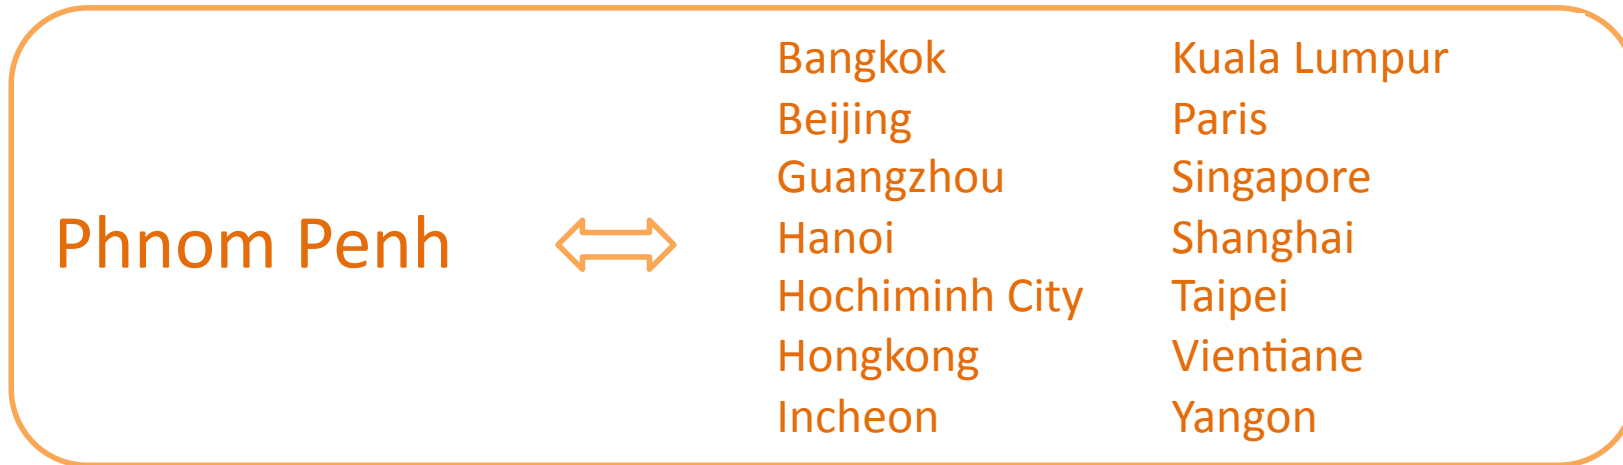 Phnom Penh
Bangkok
Beijing
Guangzhou
Hanoi
Hochiminh City
Hongkong
Incheon
Kuala Lumpur
Paris
Singapore
Shanghai
Taipei
Vientiane
Yangon